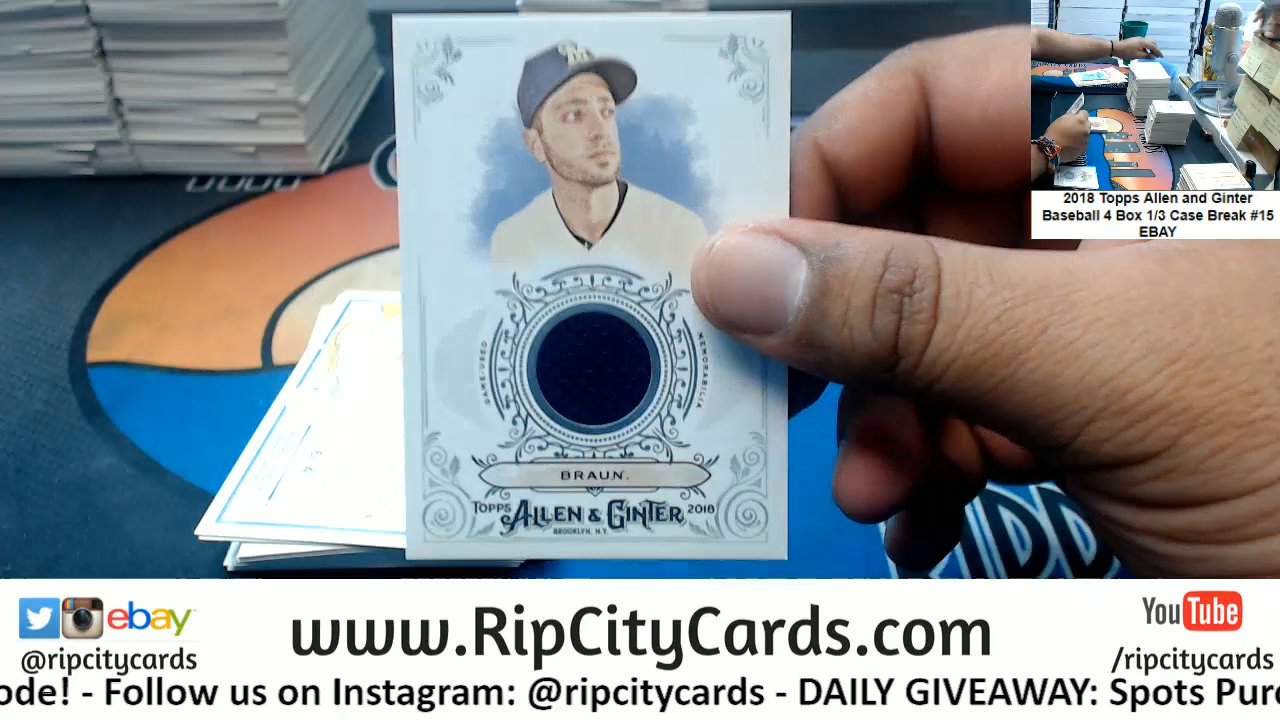 GAME-USED
MEMORABILIA
BRAUN
TOPPS ALLEN & GINTER 2018
BROOKLYN, N.Y.
2018 Topps Allen and Ginter
Baseball 4 Box 1/3 Case Break #15
EBAY
ebay
@ripcitycards
www.RipCityCards.com
YouTube
/ripcitycards
ode! - Follow us on Instagram: @ripcitycards - DAILY GIVEAWAY: Spots Purc